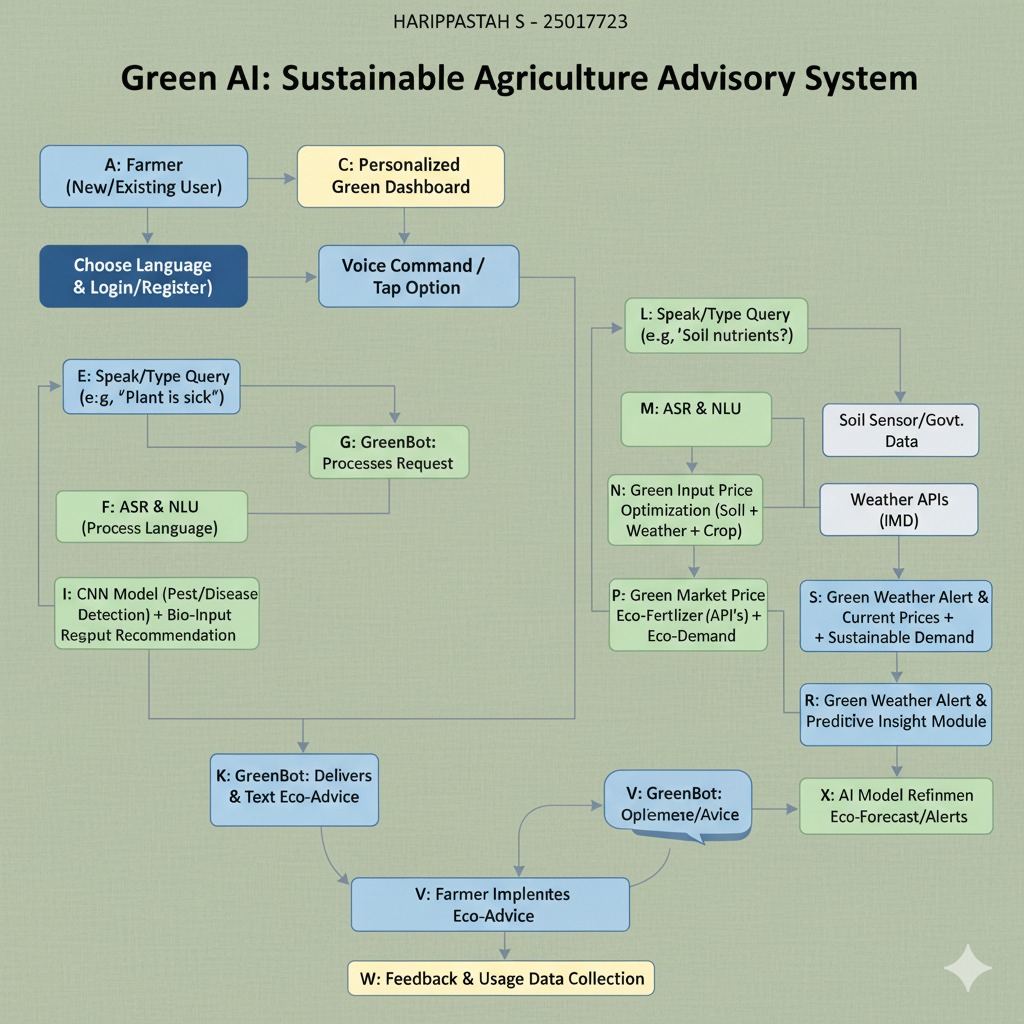 HARIPPASTAH S - 25017723
Green AI: Sustainable Agriculture Advisory System
A: Farmer
(New/Existing User)
C: Personalized
Green Dashboard
Choose Language
& Login/Register)
Voice Command /
Tap Option
L: Speak/Type Query
(e.g, 'Soil nutrients?)
E: Speak/Type Query
(e:g, "Plant is sick")
M: ASR & NLU
Soil Sensor/Govt.
Data
G: GreenBot:
Processes Request
N: Green Input Price
Optimization (Soll +
Weather + Crop)
F: ASR & NLU
(Process Language)
Weather APIs
(IMD)
I: CNN Model (Pest/Disease
Detection) + Bio-Input
Recommendation
P: Green Market Price
Eco-Fertlizer (API's) +
Eco-Demand
S: Green Weather Alert &
Current Prices +
+ Sustainable Demand
R: Green Weather Alert &
Predictive Insight Module
K: GreenBot: Delivers
& Text Eco-Advice
V: GreenBot:
X: AI Model Refinmen
Eco-Forecast/Alerts
V: Farmer Implenites
Eco-Advice
W: Feedback & Usage Data Collection